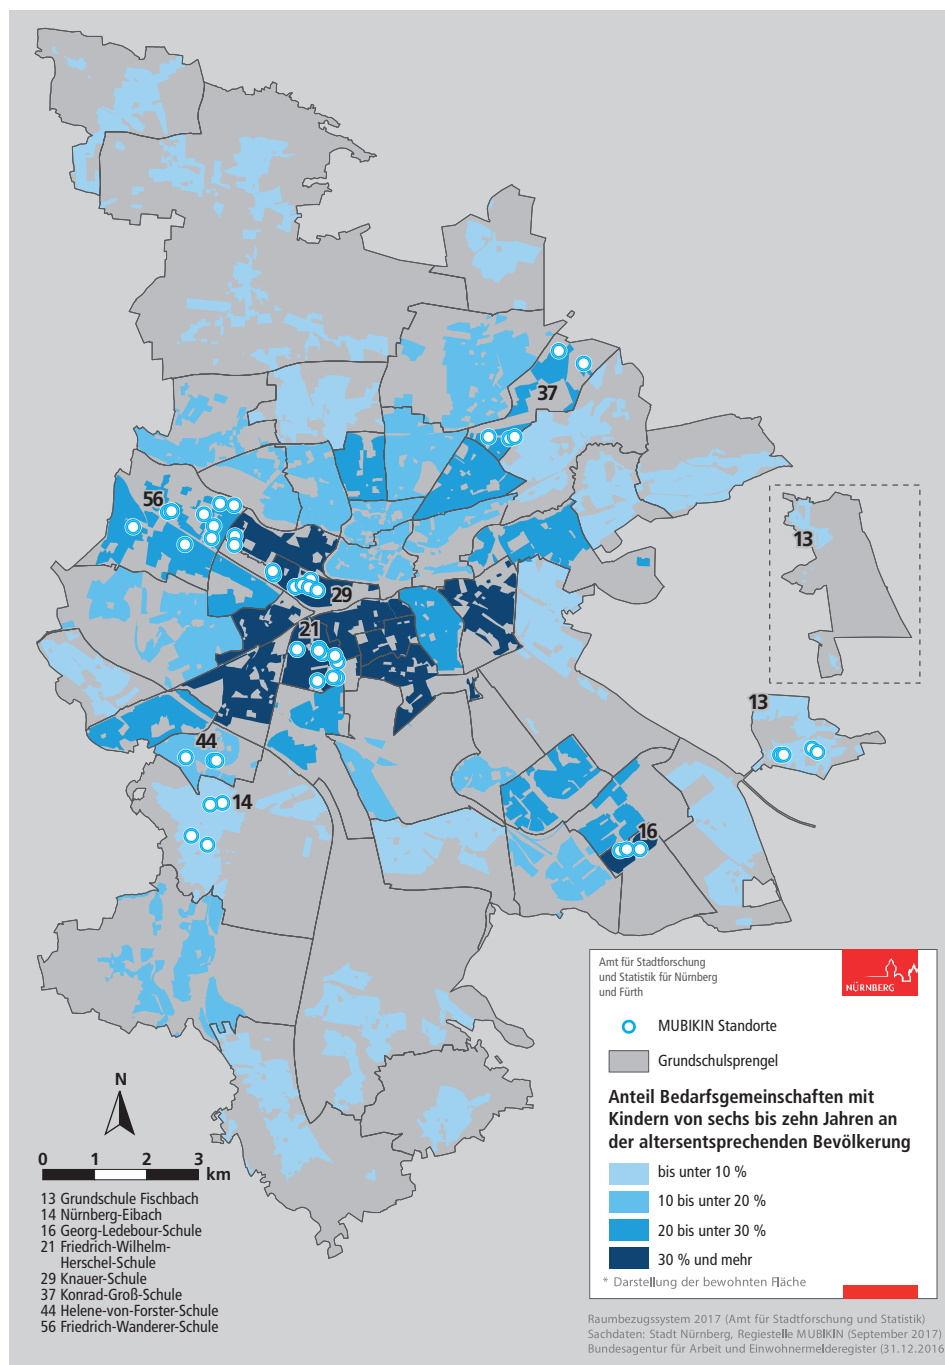 37
56
13
29
21
13
44
14
16
Amt für Stadtforschung
und Statistik für Nürnberg
und Fürth
NÜRNBERG
MUBIKIN Standorte
Grundschulsprengel
Anteil Bedarfsgemeinschaften mit
Kindern von sechs bis zehn Jahren an
der altersentsprechenden Bevölkerung
bis unter 10 %
10 bis unter 20 %
20 bis unter 30 %
30 % und mehr
* Darstellung der bewohnten Fläche
N
0 1 2 3
km
13 Grundschule Fischbach
14 Nürnberg-Eibach
16 Georg-Ledebour-Schule
21 Friedrich-Wilhelm-
Herschel-Schule
29 Knauer-Schule
37 Konrad-Groß-Schule
44 Helene-von-Forster-Schule
56 Friedrich-Wanderer-Schule
Raumbezugssystem 2017 (Amt für Stadtforschung und Statistik)
Sachdaten: Stadt Nürnberg, Regiestelle MUBIKIN (September 2017)
Bundesagentur für Arbeit und Einwohnermelderegister (31.12.2016